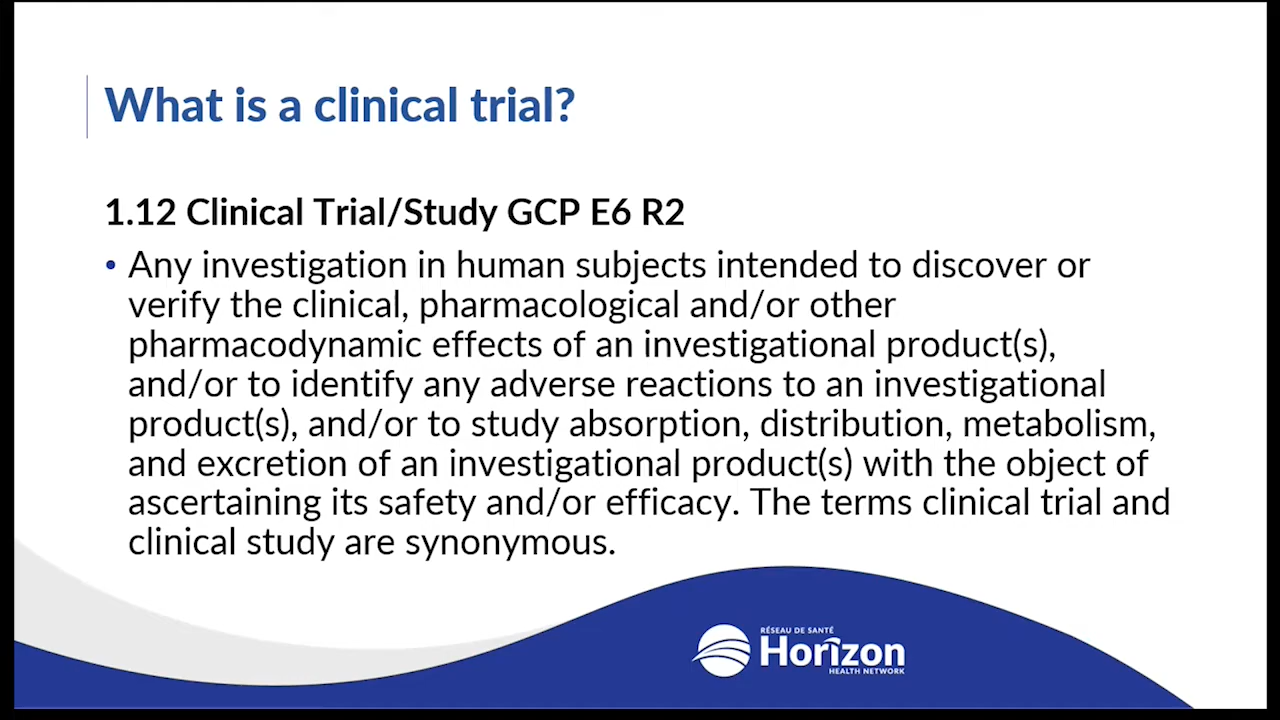 What is a clinical trial?
1.12 Clinical Trial/Study GCP E6 R2
• Any investigation in human subjects intended to discover or
verify the clinical, pharmacological and/or other
pharmacodynamic effects of an investigational product(s),
and/or to identify any adverse reactions to an investigational
product(s), and/or to study absorption, distribution, metabolism,
and excretion of an investigational product(s) with the object of
ascertaining its safety and/or efficacy. The terms clinical trial and
clinical study are synonymous.
RÉSEAU DE SANTÉ
Horizon
HEALTH NETWORK